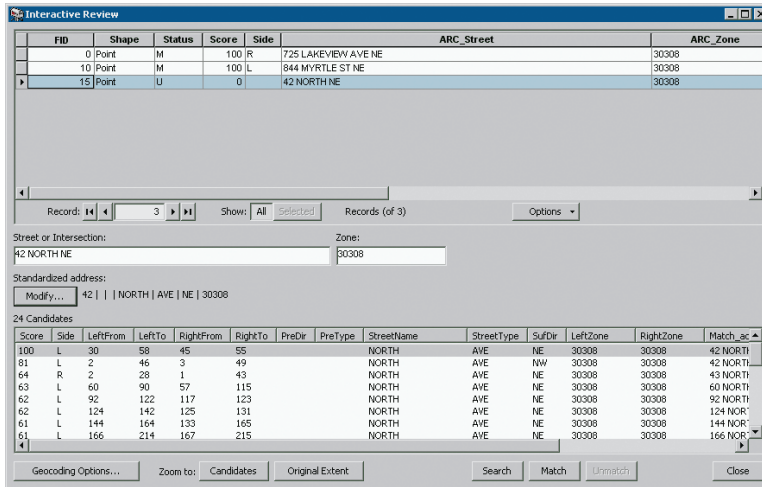 Interactive Review
FID Shape Status Score Side ARC_Street ARC_Zone
0 Point M 100 R 725 LAKEVIEW AVE NE 30308
10 Point M 100 L 844 MYRTLE ST NE 30308
15 Point U 0 42 NORTH NE 30308
Record: 3 Show: All Selected Records (of 3) Options
Street or Intersection: Zone:
42 NORTH NE 30308
Standardized address:
Modify... 42 | | | NORTH | AVE | NE | 30308
24 Candidates
Score Side LeftFrom LeftTo RightFrom RightTo PreDir PreType StreetName StreetType SufDir LeftZone RightZone Match_ac
100 L 30 58 45 55 NORTH AVE NE 30308 30308 42 NORTH
81 L 2 46 3 49 NORTH AVE NW 30308 30308 42 NORTH
64 R 2 28 1 43 NORTH AVE NE 30308 30308 43 NORTH
63 L 60 90 57 115 NORTH AVE NE 30308 30308 60 NORTH
62 L 92 122 117 123 NORTH AVE NE 30308 30308 92 NORTH
62 L 124 142 125 131 NORTH AVE NE 30308 30308 124 NOR
61 L 144 164 133 165 NORTH AVE NE 30308 30308 144 NOR
61 L 166 214 167 215 NORTH AVE NE 30308 30308 166 NOR
Geocoding Options... Zoom to: Candidates Original Extent Search Match Unmatch Close